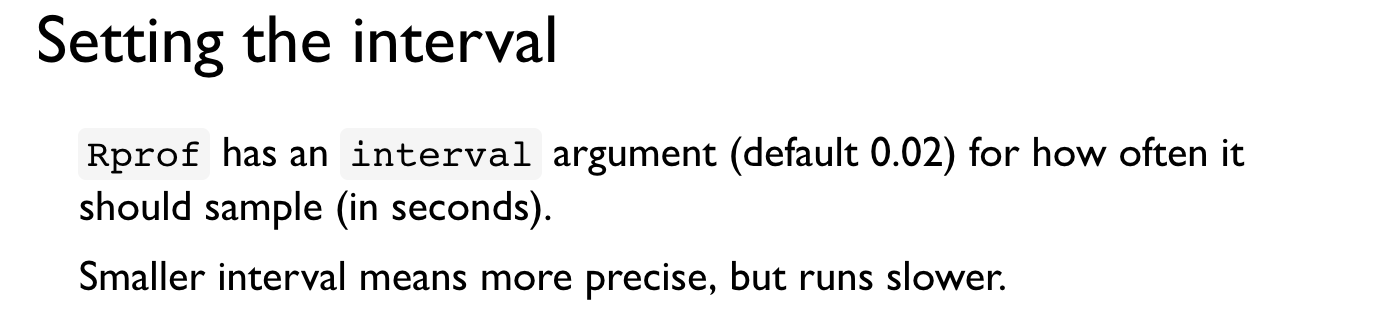 Setting the interval
Rprof has an interval argument (default 0.02) for how often it
should sample (in seconds).
Smaller interval means more precise, but runs slower.